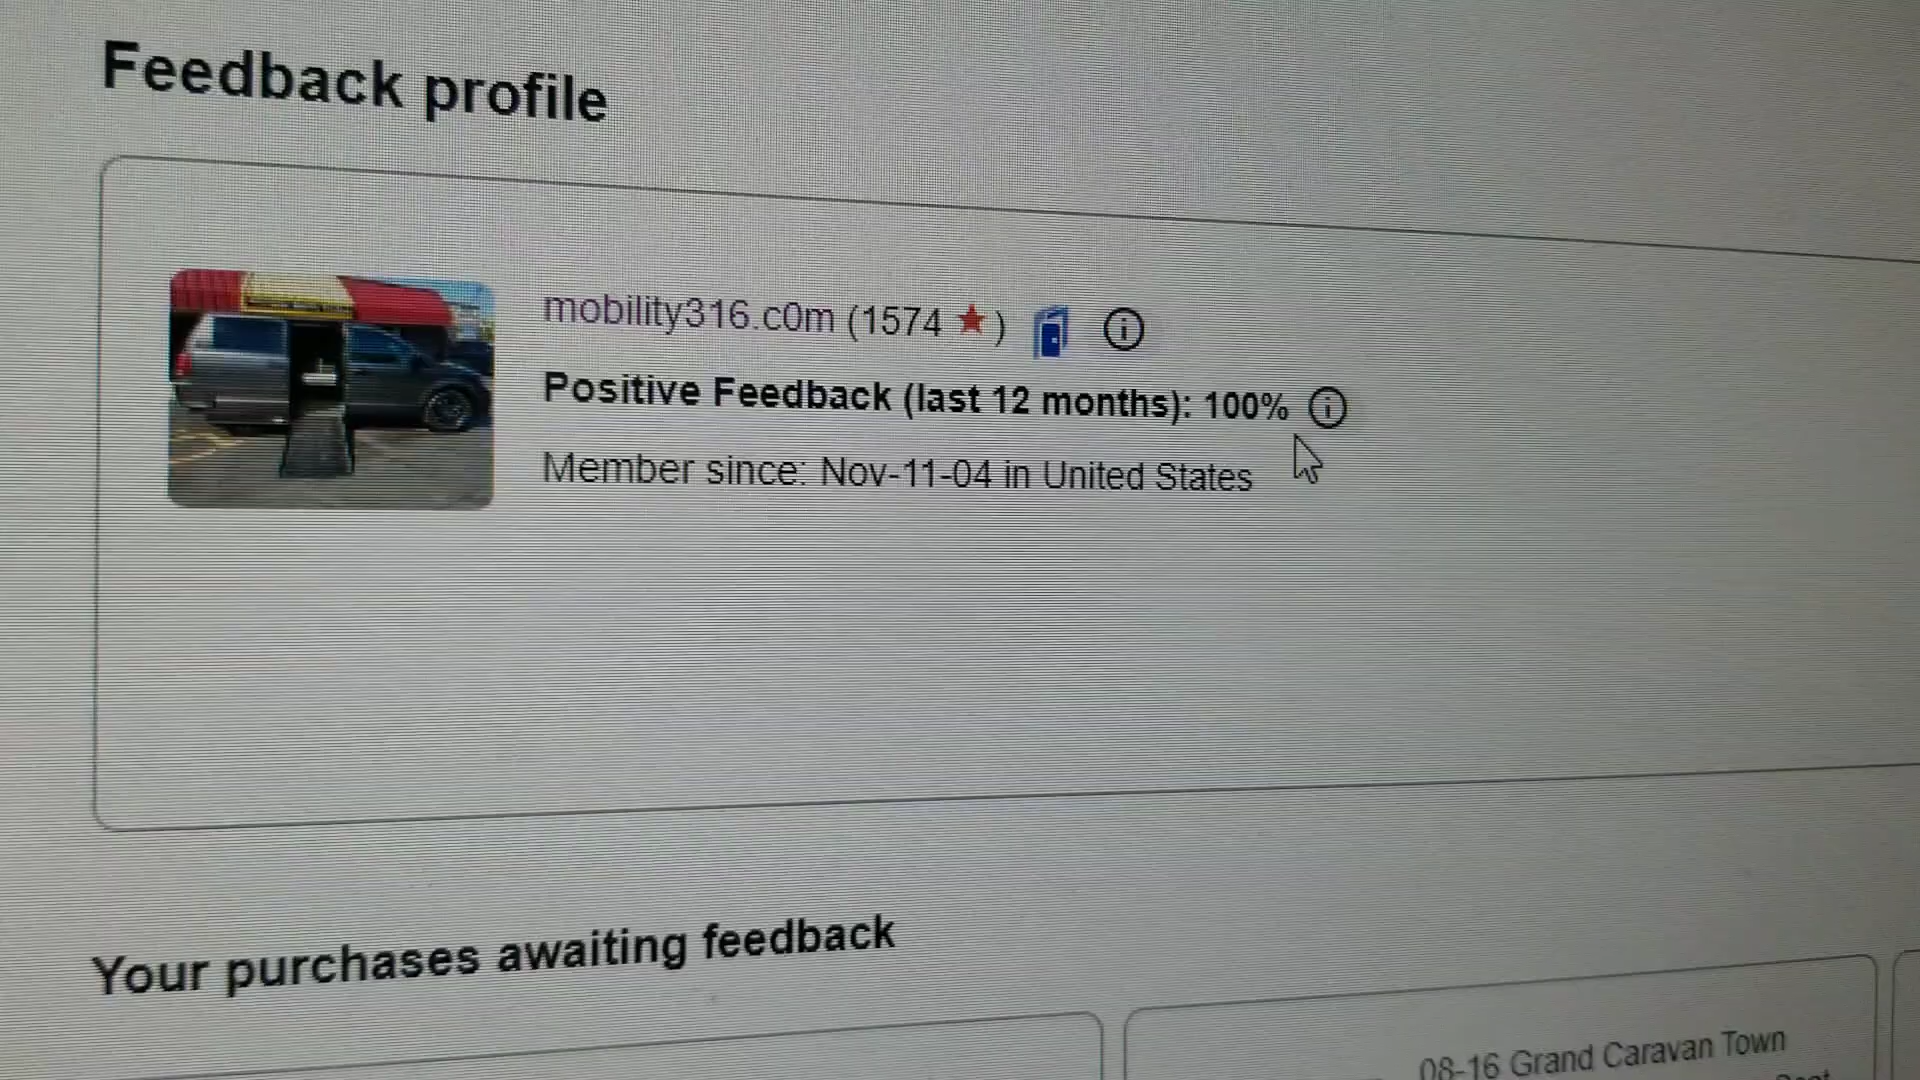 Feedback profile
mobility316.c0m (1574 ★)
Positive Feedback (last 12 months): 100%
Member since: Nov-11-04 in United States
Your purchases awaiting feedback
08-16 Grand Caravan Town